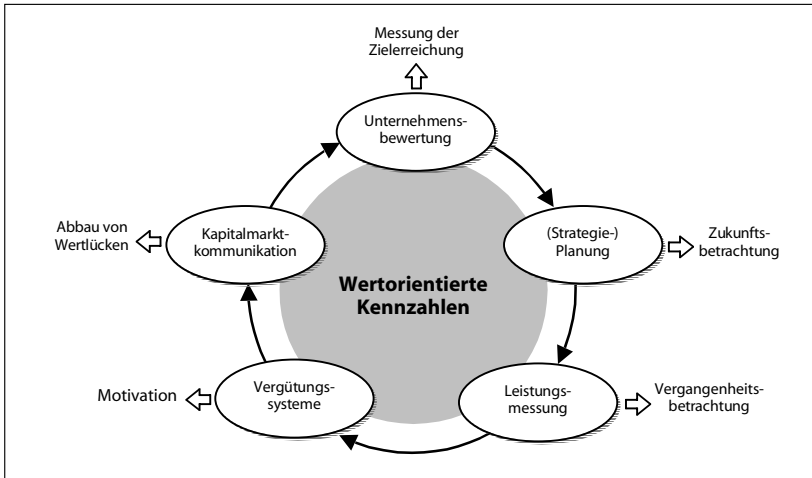 Messung der
Zielerreichung
Unternehmens-
bewertung
(Strategie-)
Planung
Zukunfts-
betrachtung
Leistungs-
messung
Vergangenheits-
betrachtung
Vergütungs-
systeme
Motivation
Kapitalmarkt-
kommunikation
Abbau von
Wertlücken
Wertorientierte
Kennzahlen